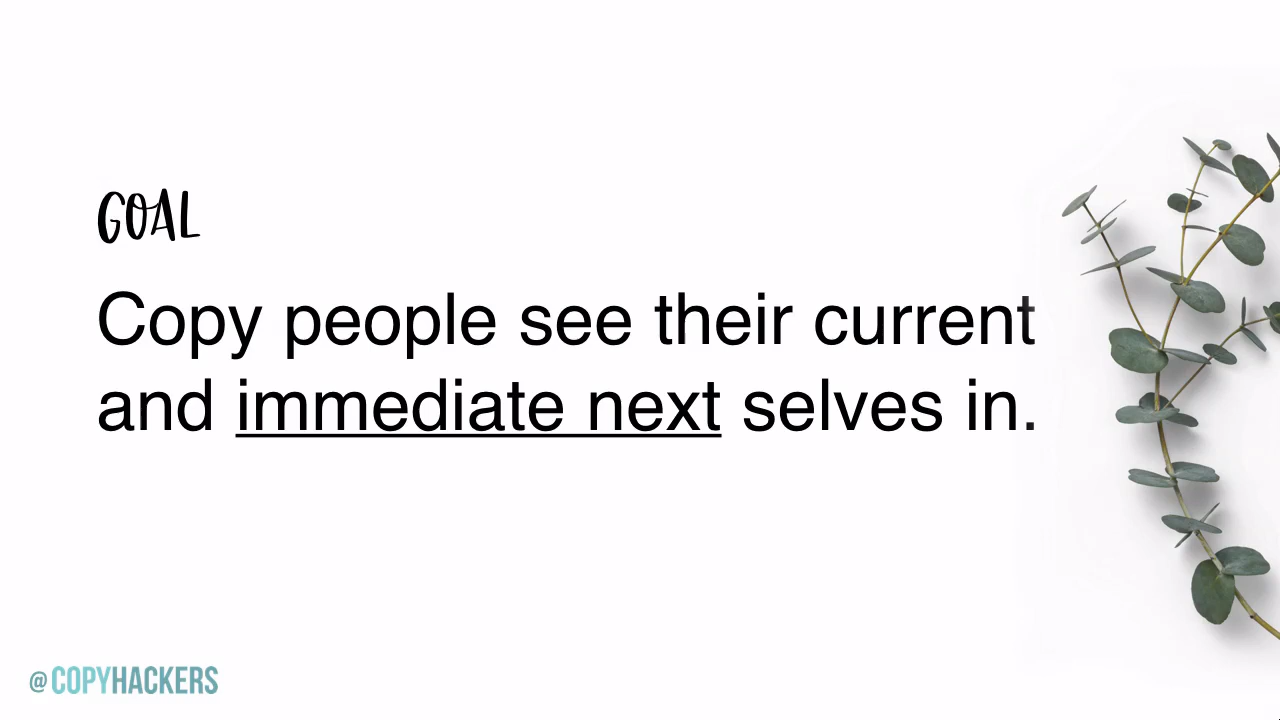 GOAL
Copy people see their current
and immediate next selves in.
@COPYHACKERS